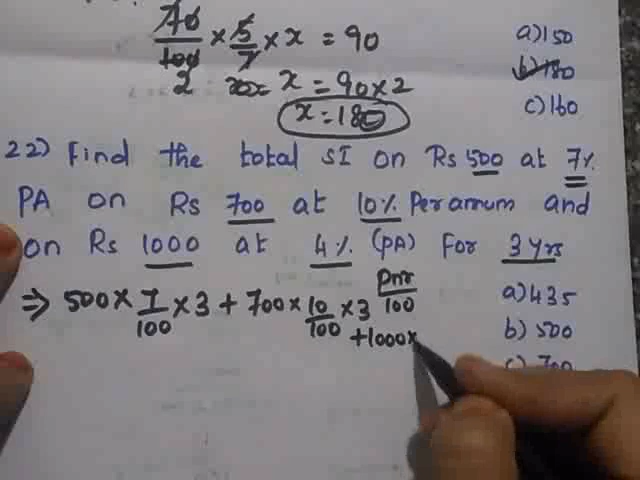 70/100 × 5/7 × x = 90
a) 150
2 x = 90×2
b) 180
x = 180
c) 160
22) Find the total SI on Rs 500 at 7%
PA on Rs 700 at 10% Per annum and
on Rs 1000 at 4% (PA) For 3 yrs
⇒ 500 × 7/100 × 3 + 700 × 10/100 × 3
pnr/100
a) 435
+1000×
b) 500
c) 700